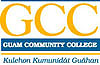 GCC
GUAM COMMUNITY COLLEGE
Kulehon Kumunidåt Guåhan